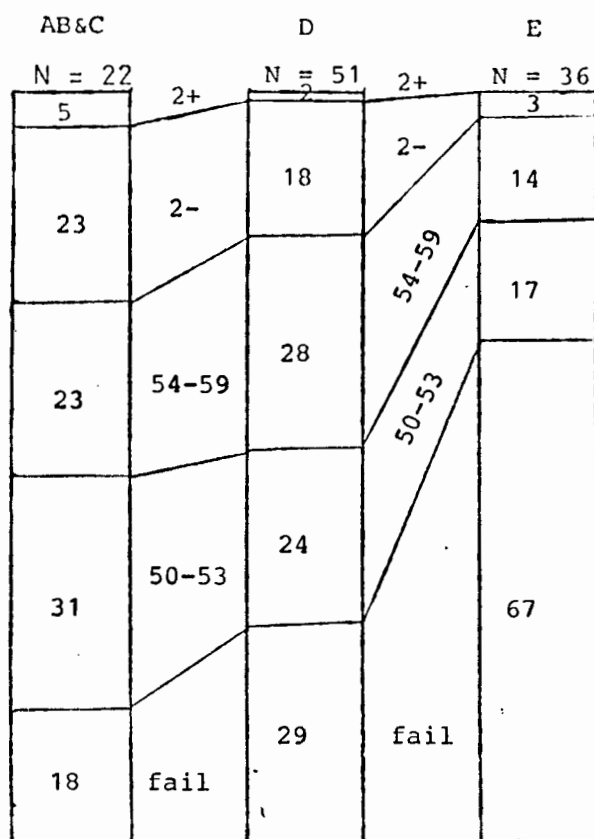 AB&C D E
N = 22 2+ N = 51 2+ N = 36
5 2 3
2-
18 14
23 2-
54-59
17
28
23 54-59
50-53
24
50-53
31 67
29 fail
18 fail